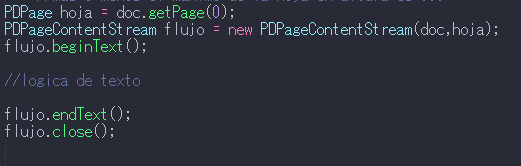 PDPage hoja = doc.getPage(0);
PDPageContentStream flujo = new PDPageContentStream(doc,hoja);
flujo.beginText();
//logica de texto
flujo.endText();
flujo.close();